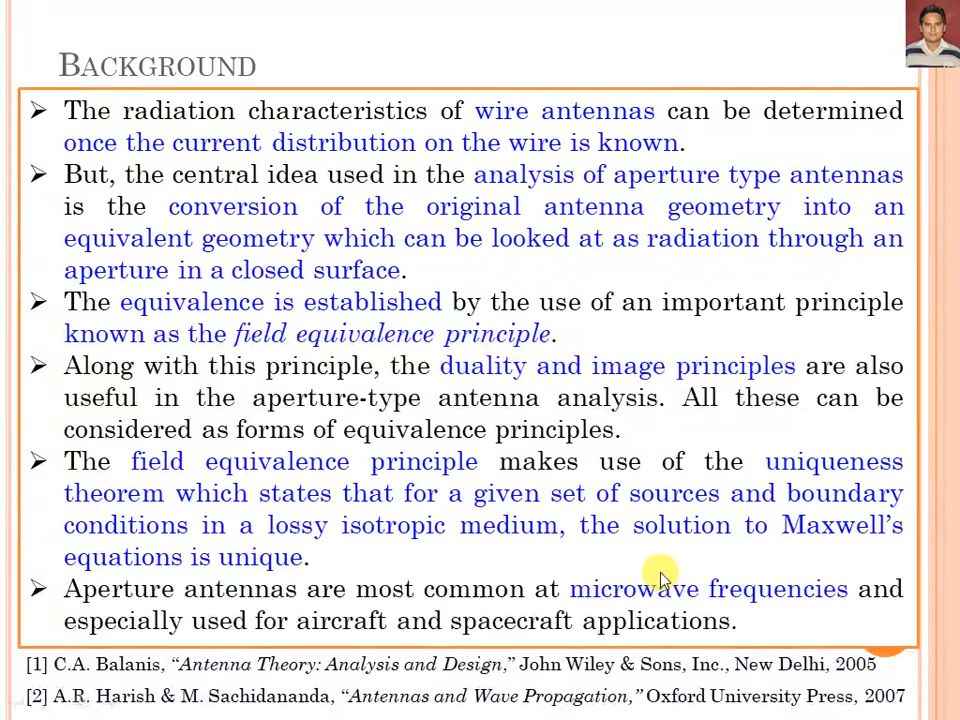 BACKGROUND
➢ The radiation characteristics of wire antennas can be determined
once the current distribution on the wire is known.
➢ But, the central idea used in the analysis of aperture type antennas
is the conversion of the original antenna geometry into an
equivalent geometry which can be looked at as radiation through an
aperture in a closed surface.
➢ The equivalence is established by the use of an important principle
known as the field equivalence principle.
➢ Along with this principle, the duality and image principles are also
useful in the aperture-type antenna analysis. All these can be
considered as forms of equivalence principles.
➢ The field equivalence principle makes use of the uniqueness
theorem which states that for a given set of sources and boundary
conditions in a lossy isotropic medium, the solution to Maxwell’s
equations is unique.
➢ Aperture antennas are most common at microwave frequencies and
especially used for aircraft and spacecraft applications.
[1] C.A. Balanis, “Antenna Theory: Analysis and Design,” John Wiley & Sons, Inc., New Delhi, 2005
[2] A.R. Harish & M. Sachidananda, “Antennas and Wave Propagation,” Oxford University Press, 2007